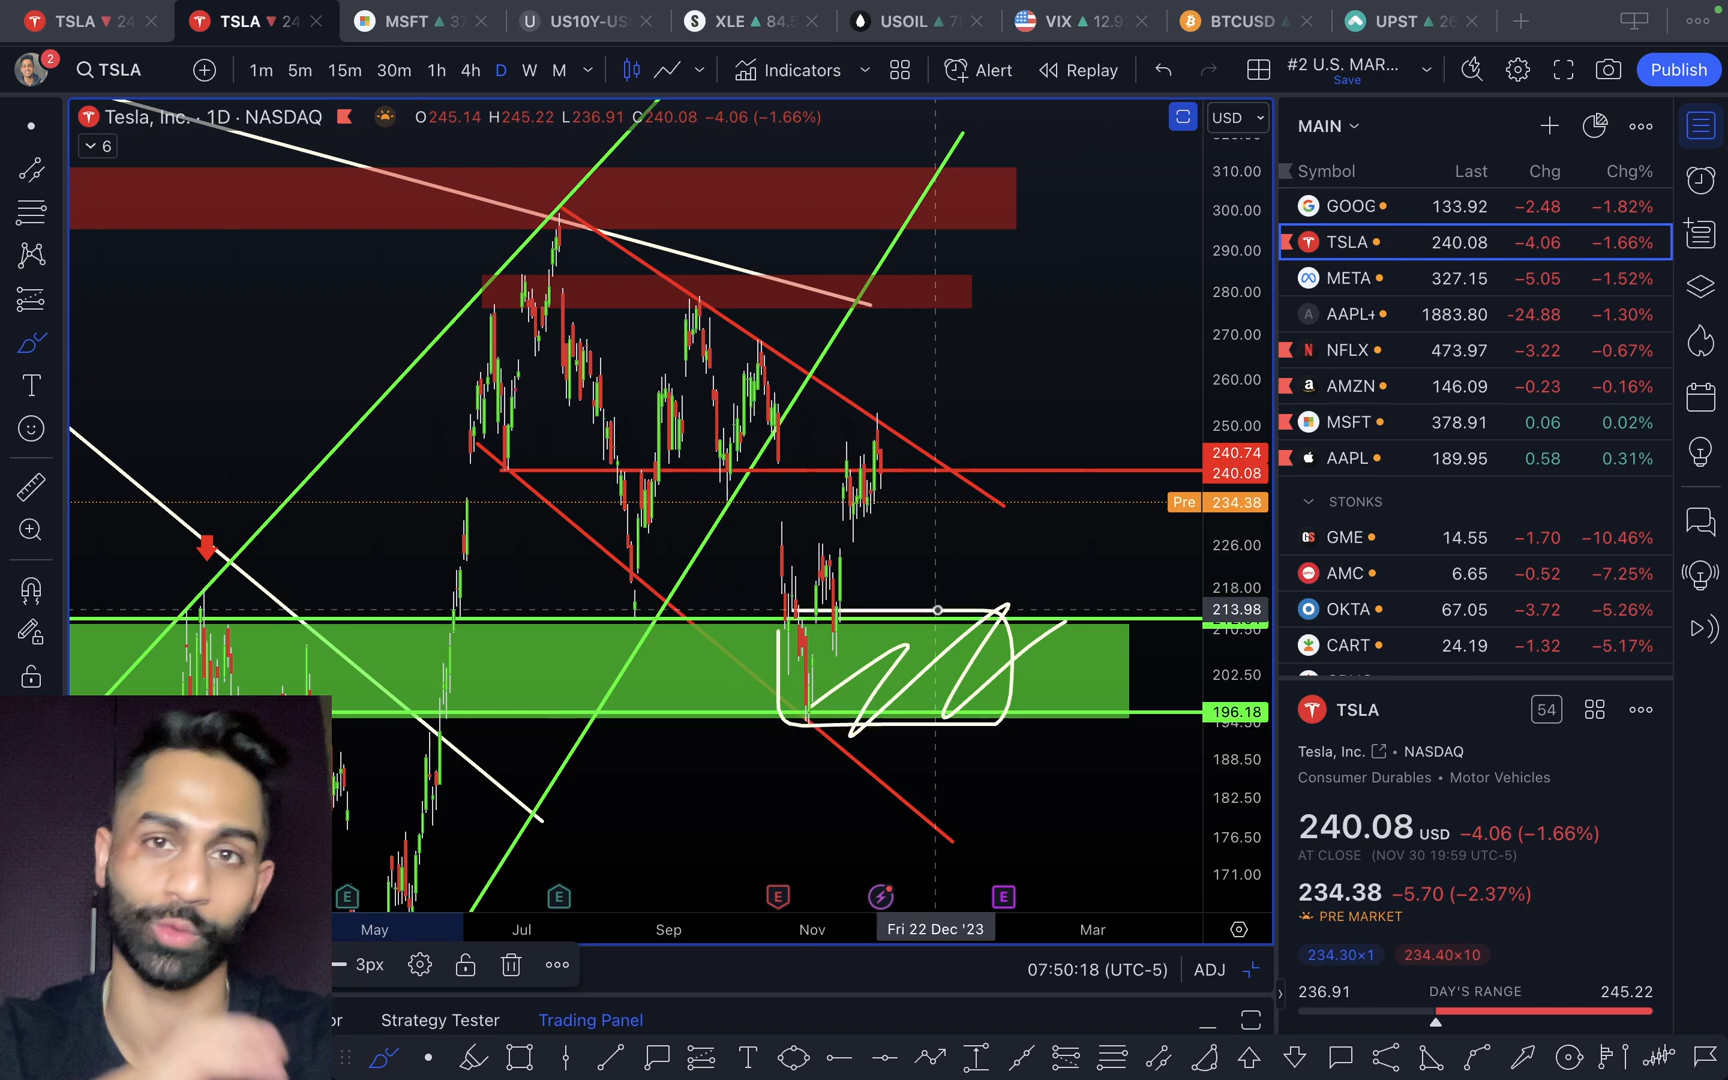 TSLA ▼ 24
TSLA ▼ 24
MSFT ▲ 37
US10Y-US
XLE ▲ 84.5
USOIL ▲ 75
VIX ▲ 12.9
BTCUSD
UPST ▲ 26
2
TSLA
1m 5m 15m 30m 1h 4h D W M
Indicators
Alert
Replay
#2 U.S. MAR...
Save
Publish
Tesla, Inc. · 1D · NASDAQ
O245.14 H245.22 L236.91 C240.08 −4.06 (−1.66%)
6
USD
310.00
300.00
290.00
280.00
270.00
260.00
250.00
240.74
240.08
Pre 234.38
226.00
218.00
213.98
202.50
196.18
188.50
182.50
176.50
171.00
E
E
E
E
May
Jul
Sep
Nov
Fri 22 Dec '23
Mar
3px
07:50:18 (UTC-5)
ADJ
Strategy Tester
Trading Panel
MAIN
Symbol Last Chg Chg%
GOOG 133.92 −2.48 −1.82%
TSLA 240.08 −4.06 −1.66%
META 327.15 −5.05 −1.52%
AAPL+ 1883.80 -24.88 −1.30%
NFLX 473.97 −3.22 −0.67%
AMZN 146.09 −0.23 −0.16%
MSFT 378.91 0.06 0.02%
AAPL 189.95 0.58 0.31%
STONKS
GME 14.55 −1.70 −10.46%
AMC 6.65 −0.52 −7.25%
OKTA 67.05 −3.72 −5.26%
CART 24.19 −1.32 −5.17%
TSLA
54
Tesla, Inc. • NASDAQ
Consumer Durables • Motor Vehicles
240.08 USD −4.06 (−1.66%)
AT CLOSE (NOV 30 19:59 UTC-5)
234.38 −5.70 (−2.37%)
PRE MARKET
234.30×1 234.40×10
236.91 DAY'S RANGE 245.22